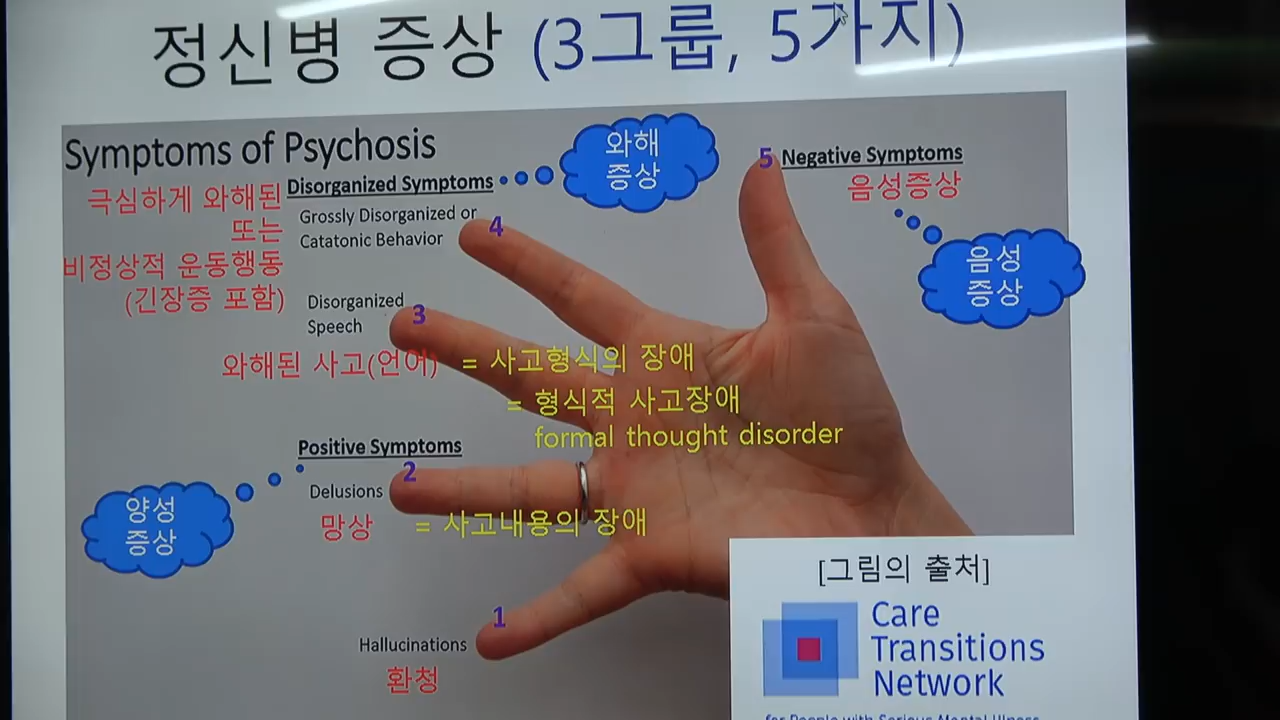 정신병 증상 (3그룹, 5가지)
Symptoms of Psychosis
와해
증상
5 Negative Symptoms
음성증상
음성
증상
극심하게 와해된
또는
비정상적 운동행동
(긴장증 포함)
Disorganized Symptoms
Grossly Disorganized or
Catatonic Behavior
4
Disorganized
Speech
3
와해된 사고(언어) = 사고형식의 장애
= 형식적 사고장애
formal thought disorder
Positive Symptoms
2
양성
증상
Delusions
망상 = 사고내용의 장애
1
Hallucinations
환청
[그림의 출처]
Care
Transitions
Network
for People with Serious Mental Illness